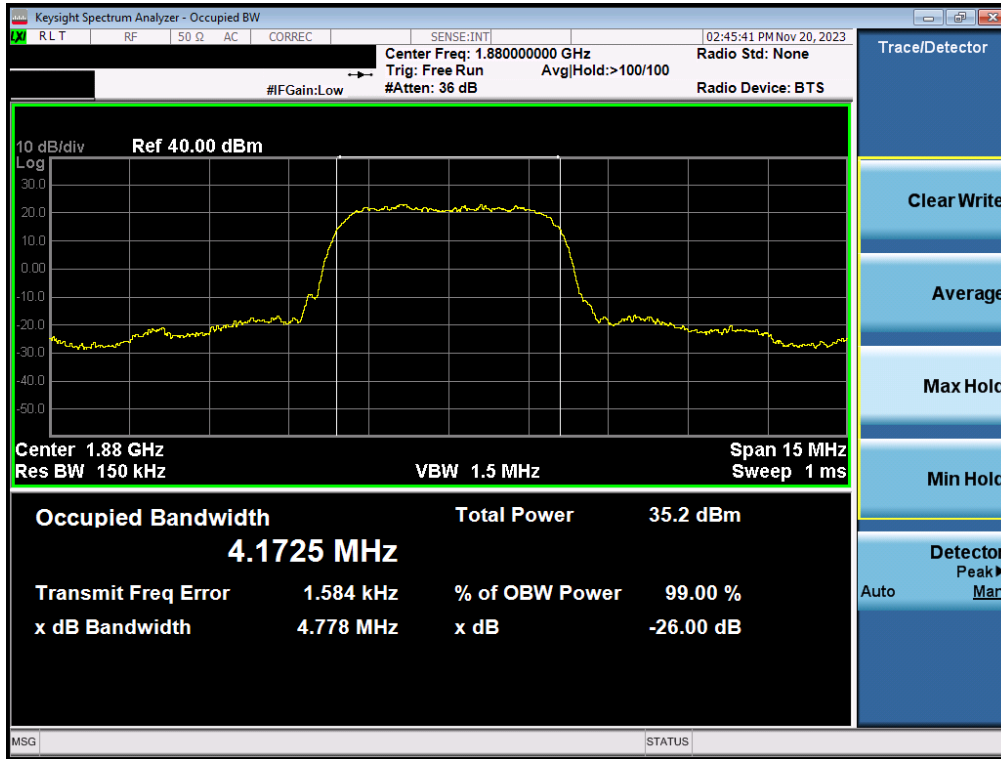 Keysight Spectrum Analyzer - Occupied BW
LXI RLT RF 50 Ω AC CORREC SENSE:INT 02:45:41 PM Nov 20, 2023
Center Freq: 1.880000000 GHz Radio Std: None
Trig: Free Run Avg|Hold:>100/100
#IFGain:Low #Atten: 36 dB Radio Device: BTS
Trace/Detector
10 dB/div Ref 40.00 dBm
Log
30.0
20.0
10.0
0.00
-10.0
-20.0
-30.0
-40.0
-50.0
Center 1.88 GHz Span 15 MHz
Res BW 150 kHz VBW 1.5 MHz Sweep 1 ms
Occupied Bandwidth Total Power 35.2 dBm
4.1725 MHz
Transmit Freq Error 1.584 kHz % of OBW Power 99.00 %
x dB Bandwidth 4.778 MHz x dB -26.00 dB
Clear Write
Average
Max Hold
Min Hold
Detector
Peak
Auto Man
MSG STATUS